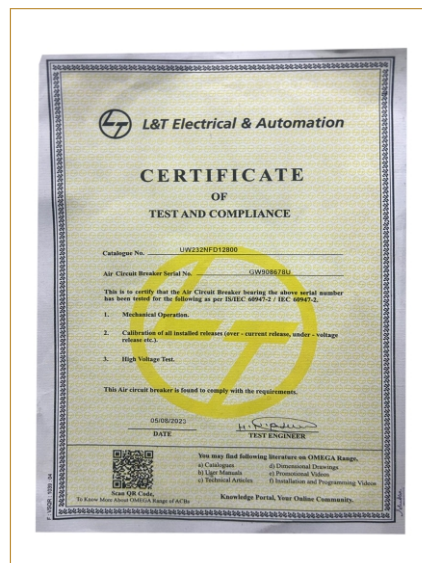 L&T Electrical & Automation
CERTIFICATE
OF
TEST AND COMPLIANCE
Catalogue No. UW232NFD12800
Air Circuit Breaker Serial No. GW908678U
This is to certify that the Air Circuit Breaker bearing the above serial number
has been tested for the following as per IS/IEC 60947-2 / IEC 60947-2.
1. Mechanical Operation.
2. Calibration of all installed releases (over - current release, under - voltage
release etc.).
3. High Voltage Test.
This Air circuit breaker is found to comply with the requirements.
05/06/2023
DATE
TEST ENGINEER
Scan QR Code,
To Know More About OMEGA Range of ACBs
You may find following literature on OMEGA Range,
a) Catalogues d) Dimensional Drawings
b) User Manuals e) Promotional Videos
c) Technical Articles f) Installation and Programming Videos
Knowledge Portal, Your Online Community.